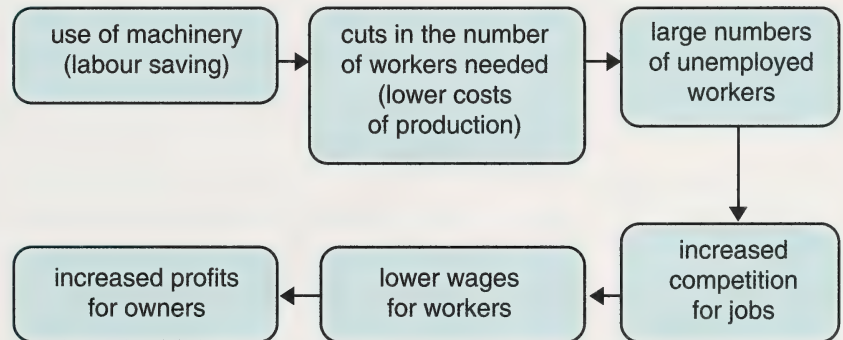 use of machinery
(labour saving)
cuts in the number
of workers needed
(lower costs
of production)
large numbers
of unemployed
workers
increased
competition
for jobs
lower wages
for workers
increased profits
for owners